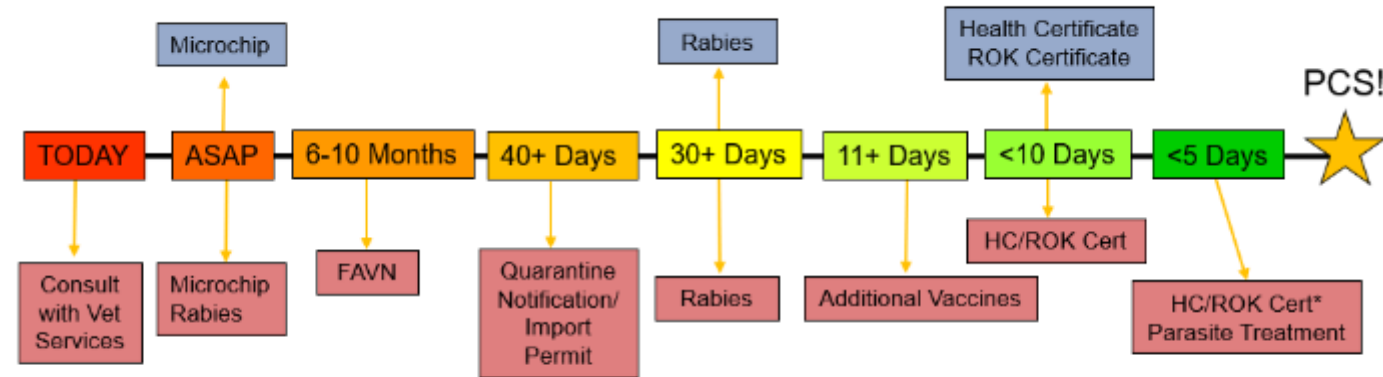 Microchip
Rabies
Health Certificate
ROK Certificate
PCS!
TODAY
ASAP
6-10 Months
40+ Days
30+ Days
11+ Days
<10 Days
<5 Days
Consult
with Vet
Services
Microchip
Rabies
FAVN
Quarantine
Notification/
Import
Permit
Rabies
Additional Vaccines
HC/ROK Cert
HC/ROK Cert*
Parasite Treatment